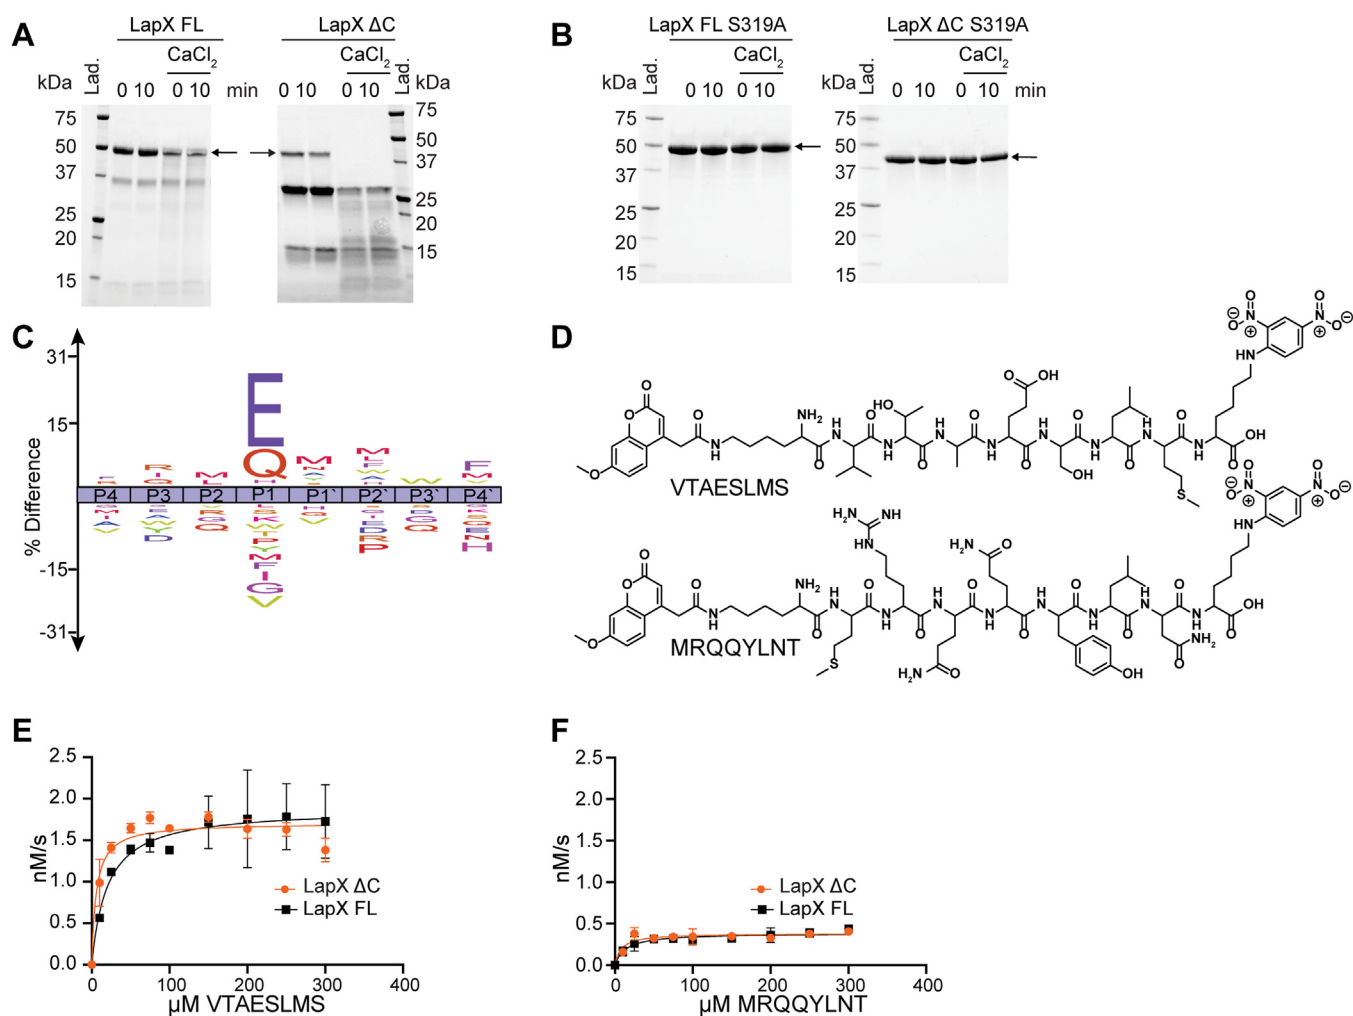 A
LapX FL
LapX ΔC
CaCl2
CaCl2
kDa
Lad.
0 10 0 10 min
0 10 0 10
Lad.
kDa
75
50
37
25
20
15
75
50
37
25
20
15
B
LapX FL S319A
LapX ΔC S319A
CaCl2
CaCl2
kDa
Lad.
0 10 0 10
Lad.
0 10 0 10 min
75
50
37
25
20
15
75
50
37
25
20
15
C
% Difference
31
15
-15
-31
E
Q
P4 P3 P2 P1 P1` P2` P3` P4`
D
VTAESLMS
MRQQYLNT
E
nM/s
2.5
2.0
1.5
1.0
0.5
0.0
LapX ΔC
LapX FL
0 100 200 300 400
µM VTAESLMS
F
nM/s
2.5
2.0
1.5
1.0
0.5
0.0
LapX ΔC
LapX FL
0 100 200 300 400
µM MRQQYLNT